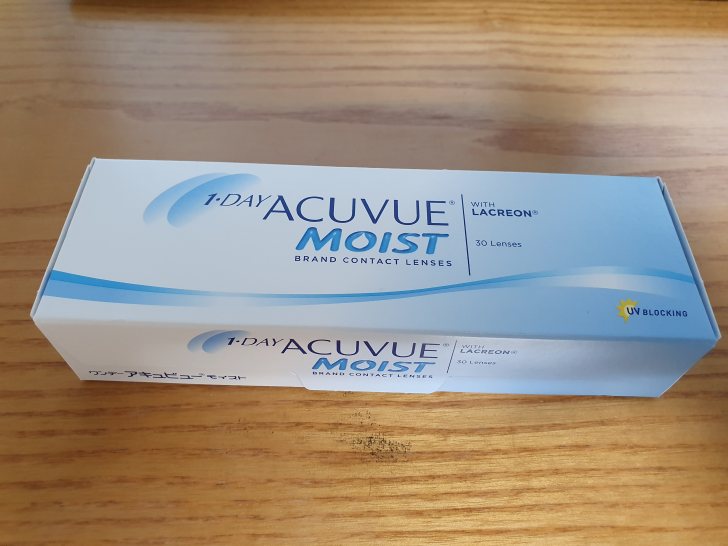 1·DAY ACUVUE®
MOIST
BRAND CONTACT LENSES
WITH
LACREON®
30 Lenses
UV BLOCKING
1·DAY ACUVUE®
MOIST
BRAND CONTACT LENSES
WITH
LACREON®
30 Lenses
ワンデー アキュビュー モイスト